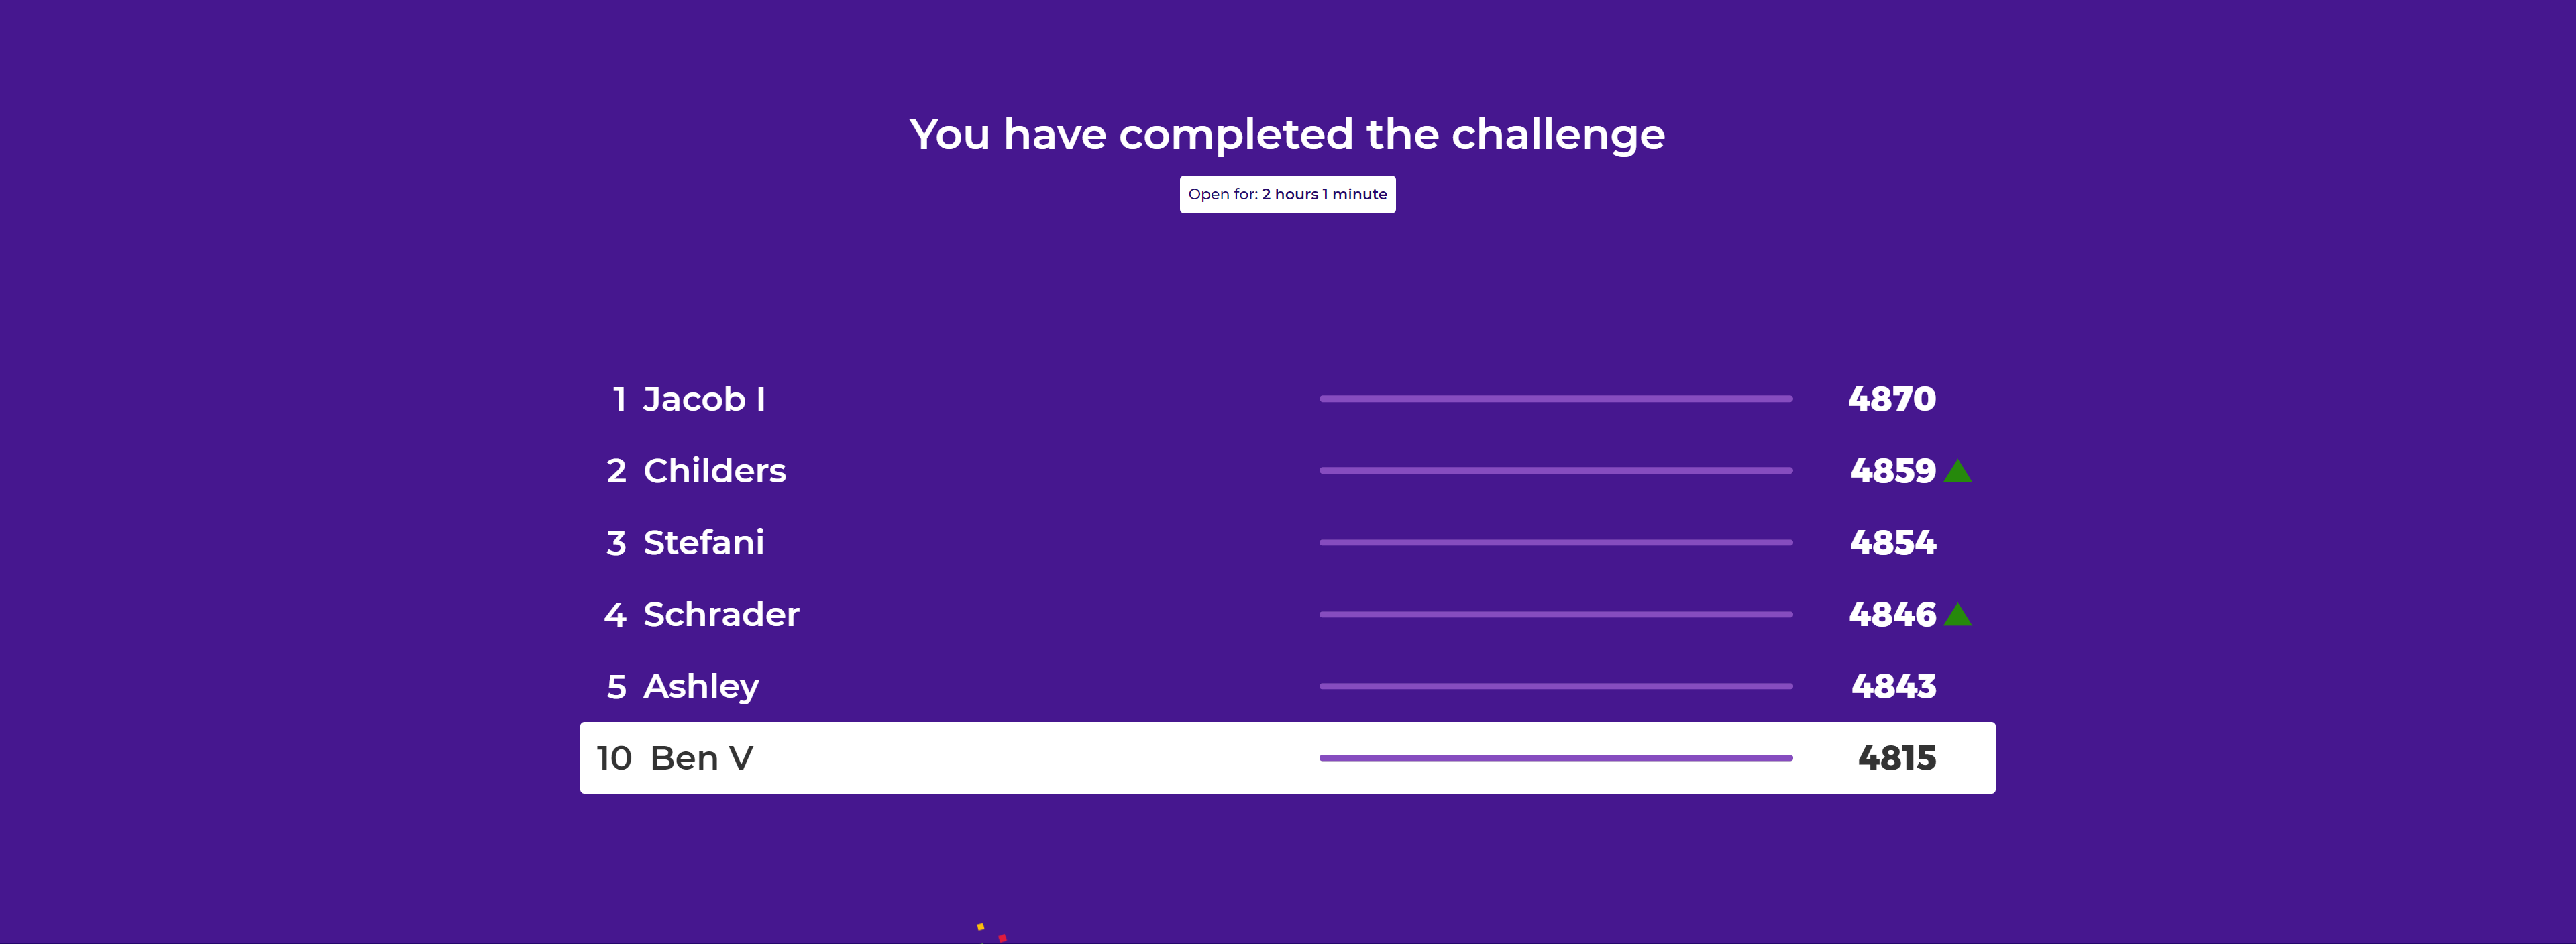 You have completed the challenge
Open for: 2 hours 1 minute
1 Jacob I 4870
2 Childers 4859
3 Stefani 4854
4 Schrader 4846
5 Ashley 4843
10 Ben V 4815